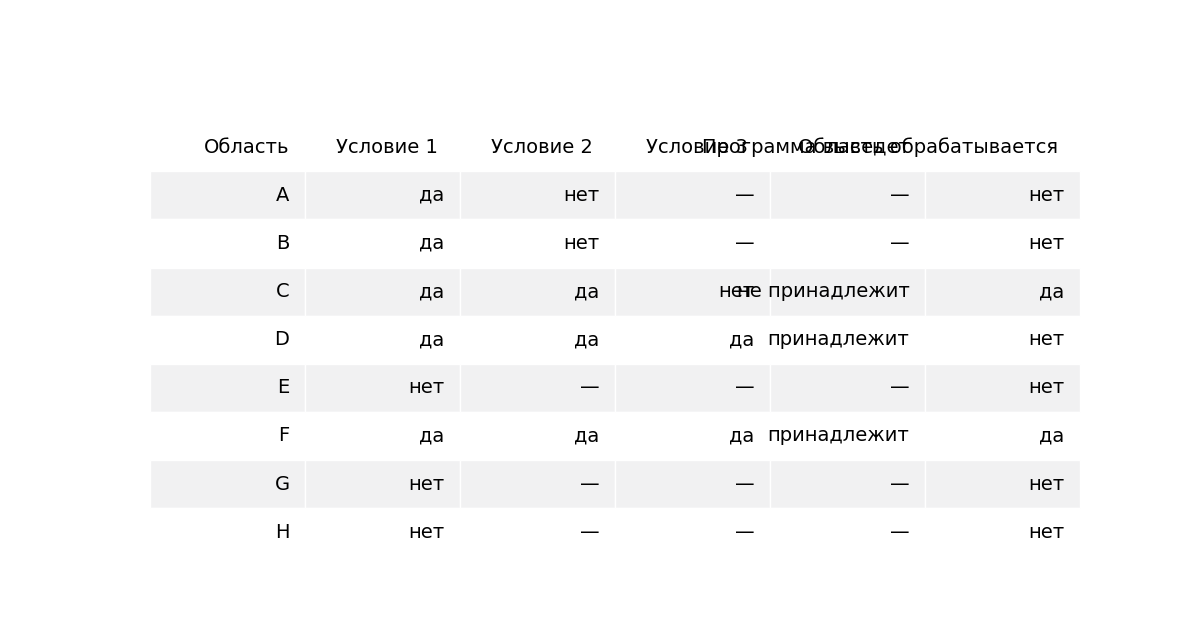 Область Условие 1 Условие 2 Условие 3 Программа выведет Область обрабатывается
A да нет — — нет
B да нет — — нет
C да да нет не принадлежит да
D да да да принадлежит нет
E нет — — — нет
F да да да принадлежит да
G нет — — — нет
H нет — — — нет